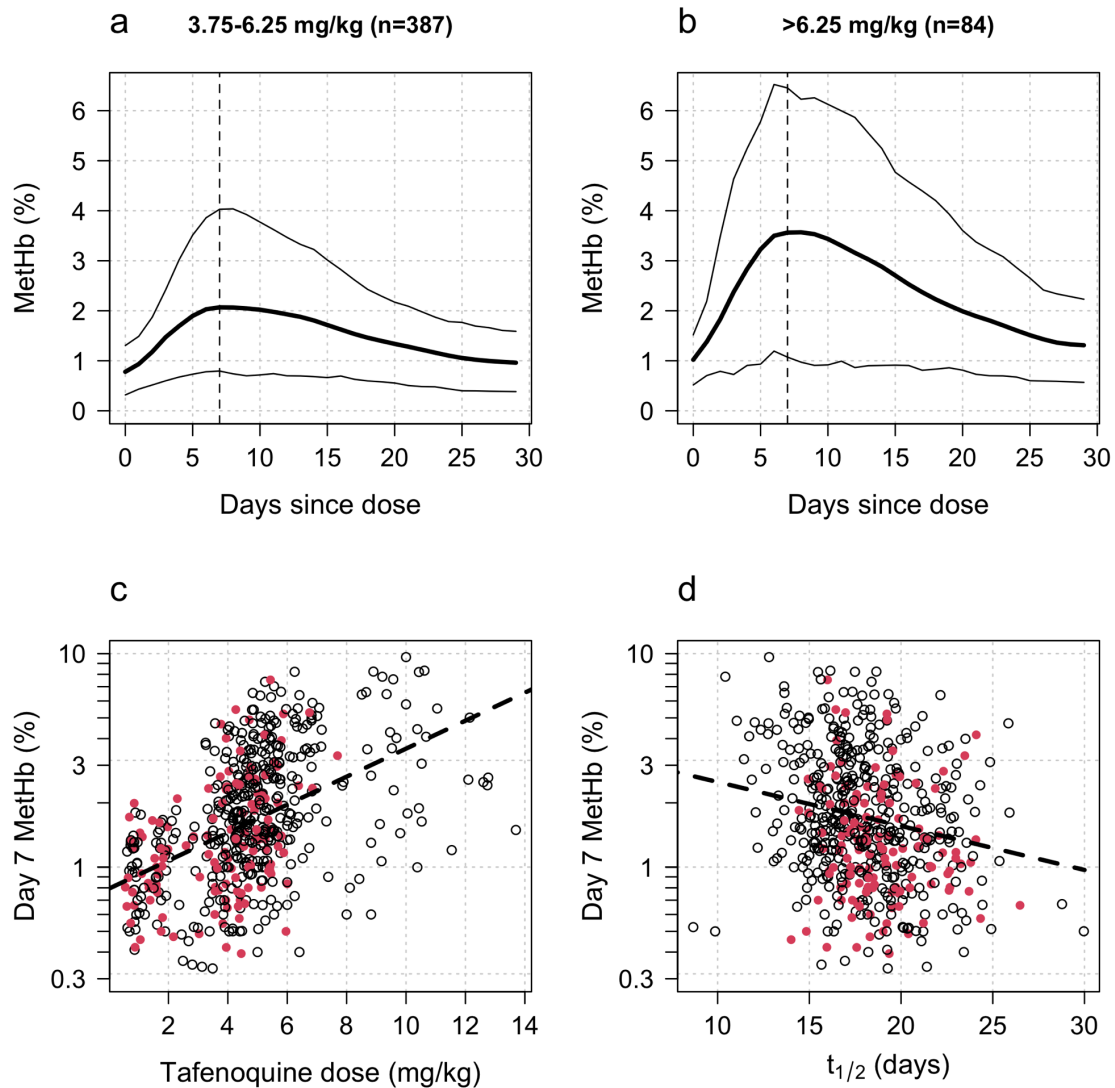 a 3.75-6.25 mg/kg (n=387)
MetHb (%)
6
5
4
3
2
1
0
0 5 10 15 20 25 30
Days since dose
b >6.25 mg/kg (n=84)
MetHb (%)
6
5
4
3
2
1
0
0 5 10 15 20 25 30
Days since dose
c
Day 7 MetHb (%)
10
3
1
0.3
2 4 6 8 10 12 14
Tafenoquine dose (mg/kg)
d
Day 7 MetHb (%)
10
3
1
0.3
10 15 20 25 30
t1/2 (days)